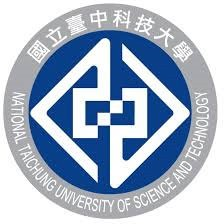 國立臺中科技大學
NATIONAL TAICHUNG UNIVERSITY OF SCIENCE AND TECHNOLOGY